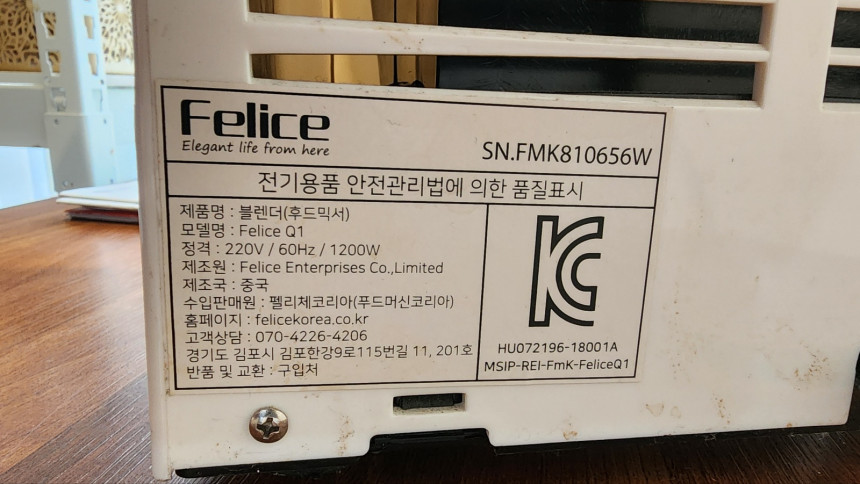 Felice
Elegant life from here
SN.FMK810656W
전기용품 안전관리법에 의한 품질표시
제품명 : 블렌더(후드믹서)
모델명 : Felice Q1
정격 : 220V / 60Hz / 1200W
제조원 : Felice Enterprises Co.,Limited
제조국 : 중국
수입판매원 : 펠리체코리아(푸드머신코리아)
홈페이지 : felicekorea.co.kr
고객상담 : 070-4226-4206
경기도 김포시 김포한강9로115번길 11, 201호
반품 및 교환 : 구입처
KC
HU072196-18001A
MSIP-REI-FmK-FeliceQ1